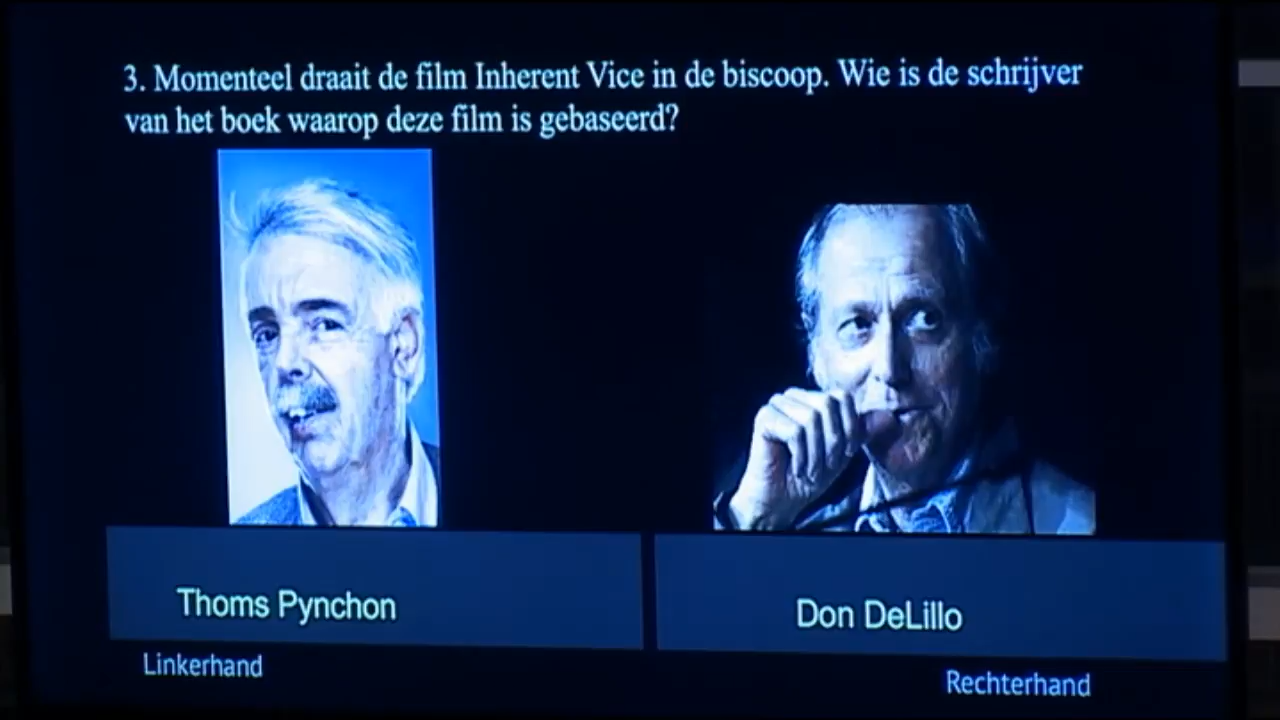 3. Momenteel draait de film Inherent Vice in de biscoop. Wie is de schrijver
van het boek waarop deze film is gebaseerd?
Thoms Pynchon
Don DeLillo
Linkerhand
Rechterhand